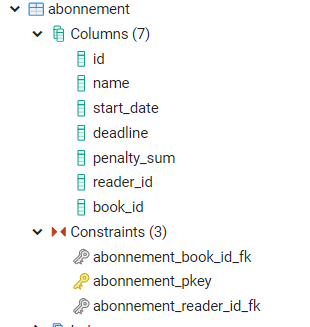 abonnement
Columns (7)
id
name
start_date
deadline
penalty_sum
reader_id
book_id
Constraints (3)
abonnement_book_id_fk
abonnement_pkey
abonnement_reader_id_fk